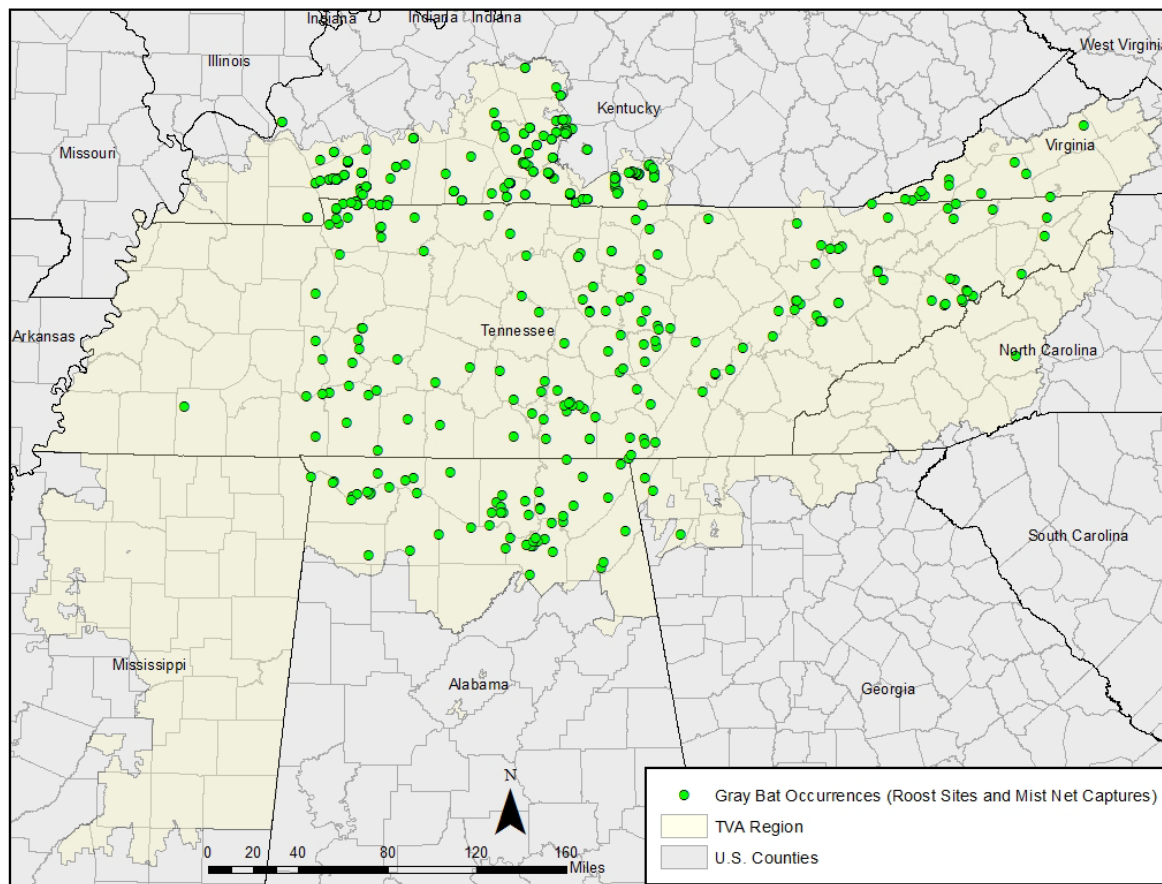 Indiana
Indiana
Indiana
West Virginia
Illinois
Kentucky
Missouri
Virginia
Tennessee
Arkansas
North Carolina
South Carolina
Mississippi
Alabama
Georgia
N
0 20 40 80 120 160
Miles
Gray Bat Occurrences (Roost Sites and Mist Net Captures)
TVA Region
U.S. Counties